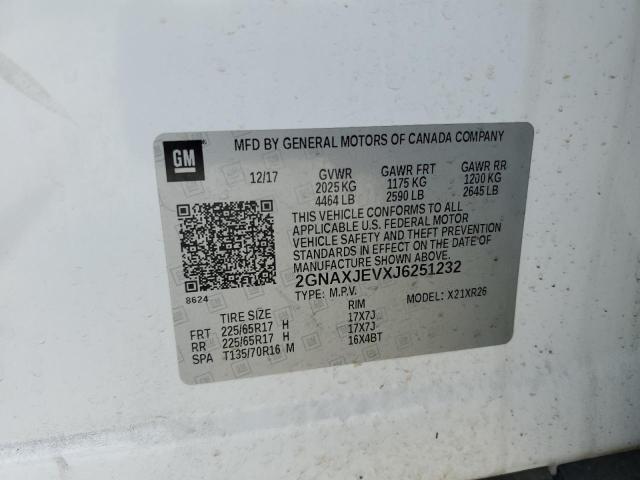 GM
MFD BY GENERAL MOTORS OF CANADA COMPANY
12/17 GVWR GAWR FRT GAWR RR
2025 KG 1175 KG 1200 KG
4464 LB 2590 LB 2645 LB
THIS VEHICLE CONFORMS TO ALL
APPLICABLE U.S. FEDERAL MOTOR
VEHICLE SAFETY AND THEFT PREVENTION
STANDARDS IN EFFECT ON THE DATE OF
MANUFACTURE SHOWN ABOVE.
2GNAXJEVXJ6251232
8624
TYPE: M.P.V. MODEL: X21XR26
TIRE SIZE RIM
FRT 225/65R17 H 17X7J
RR 225/65R17 H 17X7J
SPA T135/70R16 M 16X4BT